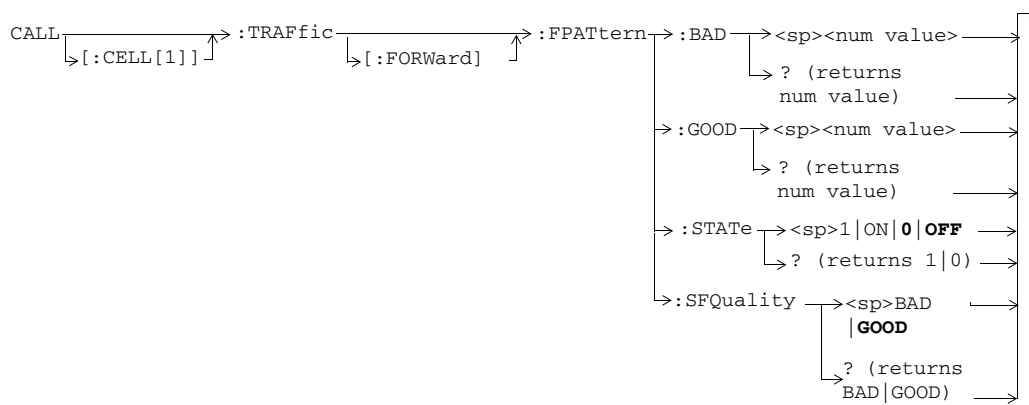 CALL :TRAFfic :FPATtern :BAD <sp><num value>
[:CELL[1]] [:FORWard]
? (returns
num value)
:GOOD <sp><num value>
? (returns
num value)
:STATe <sp>1|ON|0|OFF
? (returns 1|0)
:SFQuality <sp>BAD
|GOOD
? (returns
BAD|GOOD)